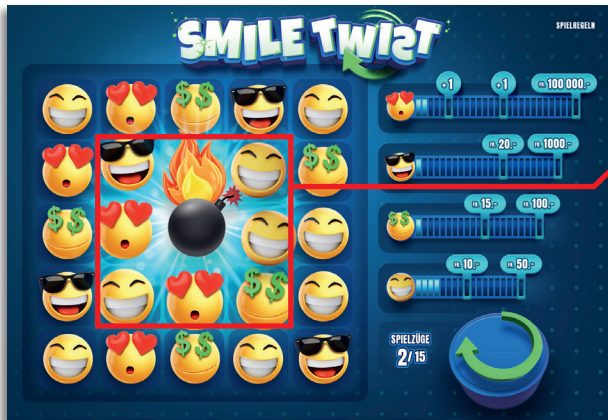 SMILE TWIST
SPIELREGELN
+1 +1 FR. 100 000.-
FR. 20.- FR. 1000.-
FR. 15.- FR. 100.-
FR. 10.- FR. 50.-
SPIELZÜGE
2/15